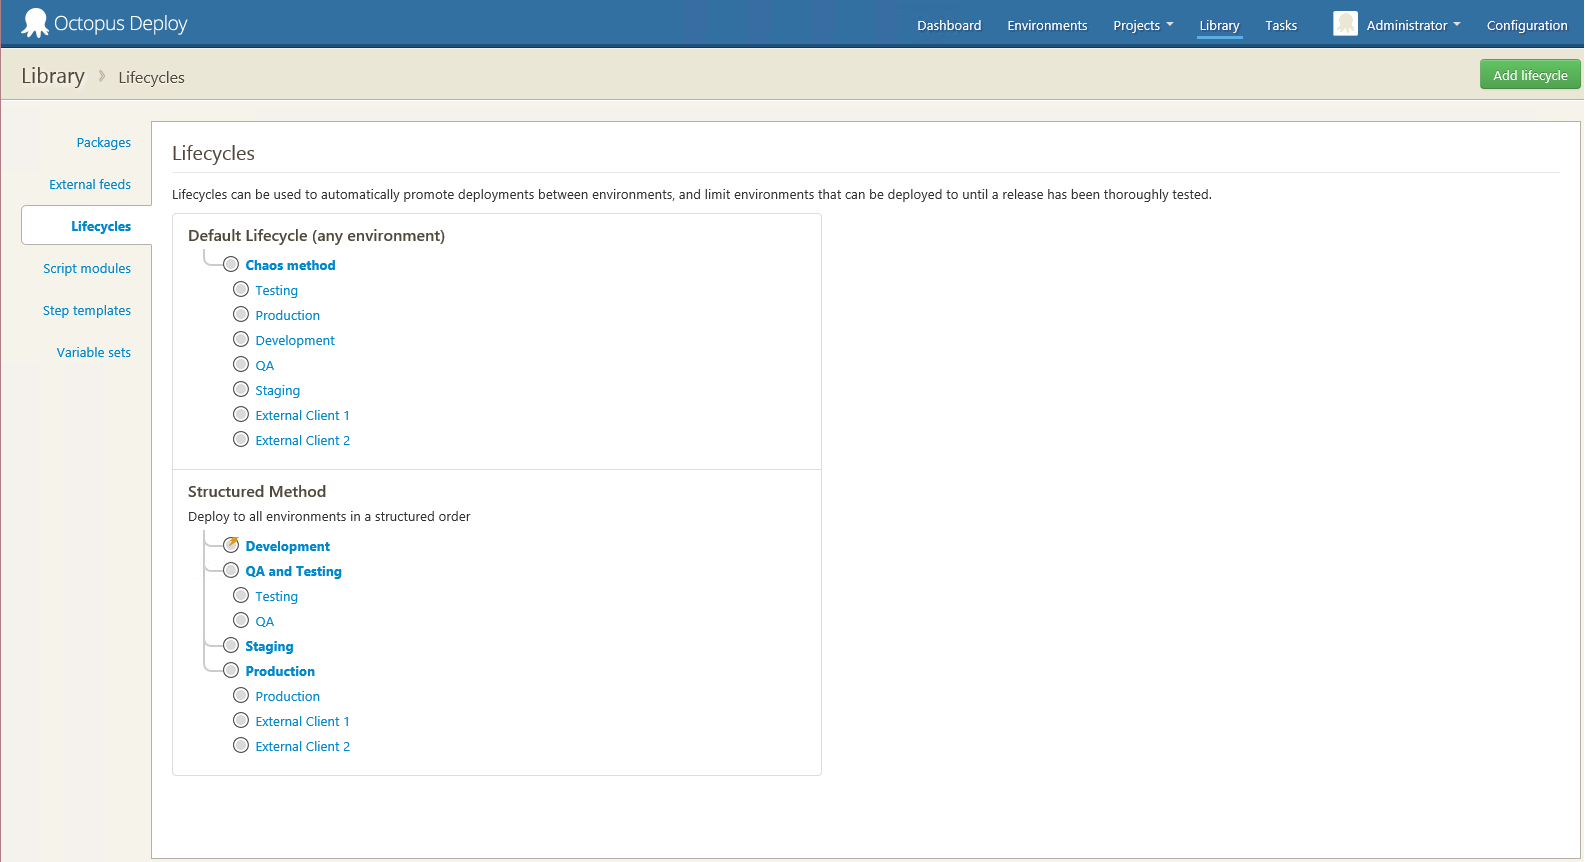 Octopus Deploy
Dashboard Environments Projects Library Tasks Administrator Configuration
Library Lifecycles
Add lifecycle
Packages
External feeds
Lifecycles
Script modules
Step templates
Variable sets
Lifecycles
Lifecycles can be used to automatically promote deployments between environments, and limit environments that can be deployed to until a release has been thoroughly tested.
Default Lifecycle (any environment)
Chaos method
Testing
Production
Development
QA
Staging
External Client 1
External Client 2
Structured Method
Deploy to all environments in a structured order
Development
QA and Testing
Testing
QA
Staging
Production
Production
External Client 1
External Client 2